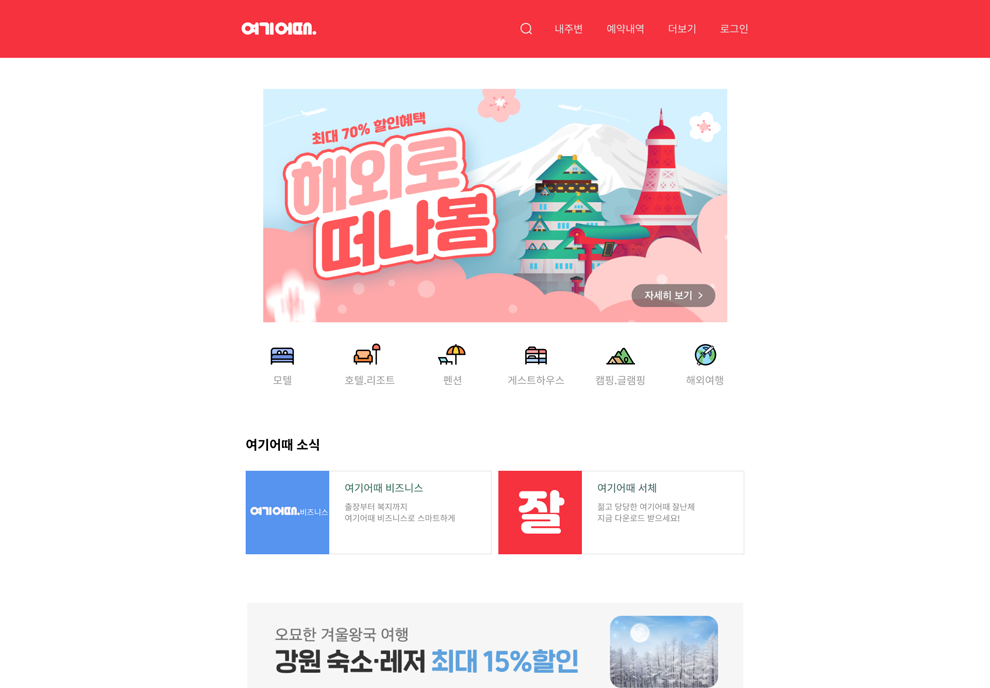 여기어때.
내주변 예약내역 더보기 로그인
최대 70% 할인혜택
해외로
떠나봄
자세히 보기 >
모텔 호텔.리조트 펜션 게스트하우스 캠핑.글램핑 해외여행
여기어때 소식
여기어때.비즈니스
여기어때 비즈니스
출장부터 복지까지
여기어때 비즈니스로 스마트하게
잘
여기어때 서체
젊고 당당한 여기어때 잘난체
지금 다운로드 받으세요!
오묘한 겨울왕국 여행
강원 숙소·레저 최대 15%할인